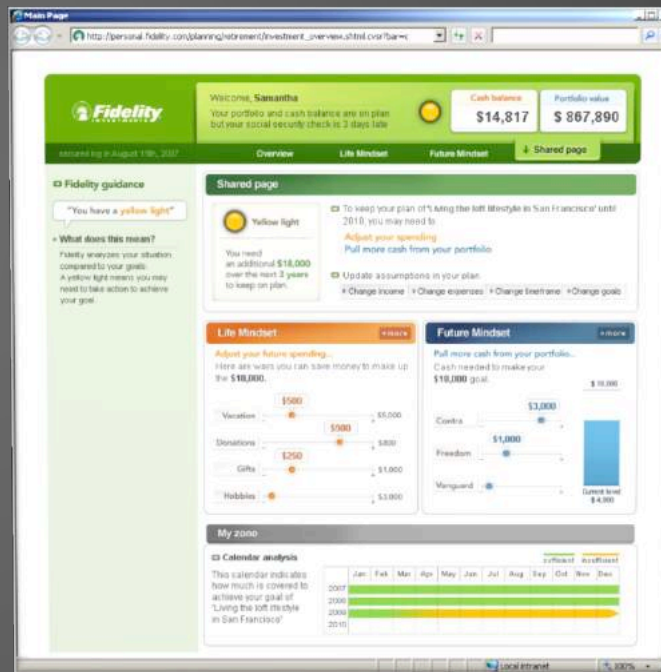 Main Page
http://personal.fidelity.com/planning/retirement/investment_overview.shtml.cvsr?bar=c
Fidelity
INVESTMENTS
Welcome, Samantha
Your portfolio and cash balance are on plan
but your social security check is 3 days late
Cash balance
$14,817
Portfolio value
$ 867,890
secured log in August 11th, 2007
Overview
Life Mindset
Future Mindset
Shared page
Fidelity guidance
"You have a yellow light"
What does this mean?
Fidelity analyzes your situation
compared to your goals.
A yellow light means you may
need to take action to achieve
your goal.
Shared page
Yellow light
You need
an additional $18,000
over the next 3 years
to keep on plan.
To keep your plan of 'Living the loft lifestyle in San Francisco' until
2010, you may need to
Adjust your spending...
Pull more cash from your portfolio
Update assumptions in your plan
+Change income +Change expenses +Change timeframe +Change goals
Life Mindset
+more
Adjust your future spending...
Here are ways you can save money to make up
the $18,000.
$500
Vacation
$5,000
$900
Donations
$800
$250
Gifts
$1,000
Hobbies
$3,000
Future Mindset
+more
Pull more cash from your portfolio...
Cash needed to make your
$18,000 goal.
$ 18,000
$3,000
Contra
$1,000
Freedom
Vanguard
Current level
$ 4,000
My zone
Calendar analysis
This calendar indicates
how much is covered to
achieve your goal of
'Living the loft lifestyle
in San Francisco'
sufficient insufficient
Jan Feb Mar Apr May Jun Jul Aug Sep Oct Nov Dec
2007
2008
2009
2010
Local intranet
100%